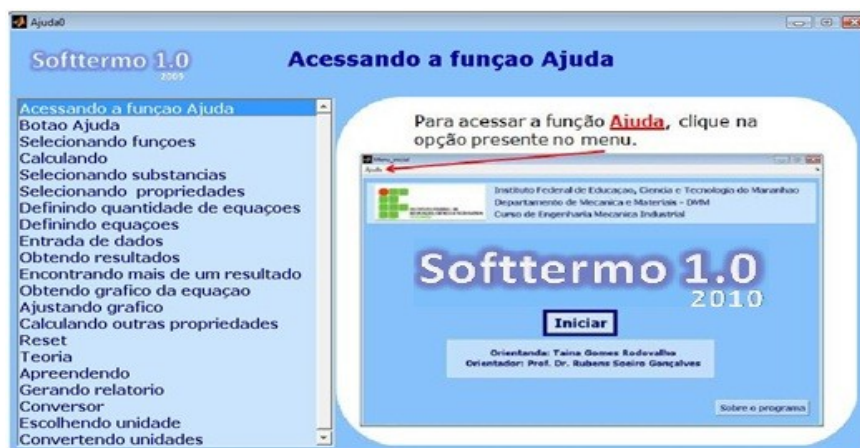 Ajuda0
Softtermo 1.0
2009
Acessando a funçao Ajuda
Acessando a funçao Ajuda
Botao Ajuda
Selecionando funçoes
Calculando
Selecionando substancias
Selecionando propriedades
Definindo quantidade de equaçoes
Definindo equaçoes
Entrada de dados
Obtendo resultados
Encontrando mais de um resultado
Obtendo grafico da equaçao
Ajustando grafico
Calculando outras propriedades
Reset
Teoria
Apreendendo
Gerando relatorio
Conversor
Escolhendo unidade
Convertendo unidades
Para acessar a função Ajuda, clique na
opção presente no menu.
Menu_inicial
Ajuda
Instituto Federal de Educaçao, Ciencia e Tecnologia do Maranhao
Departamento de Mecanica e Materiais - DMM
Curso de Engenharia Mecanica Industrial
Softtermo 1.0
2010
Iniciar
Orientanda: Taina Gomes Rodovalho
Orientador: Prof. Dr. Rubens Soeiro Gonçalves
Sobre o programa